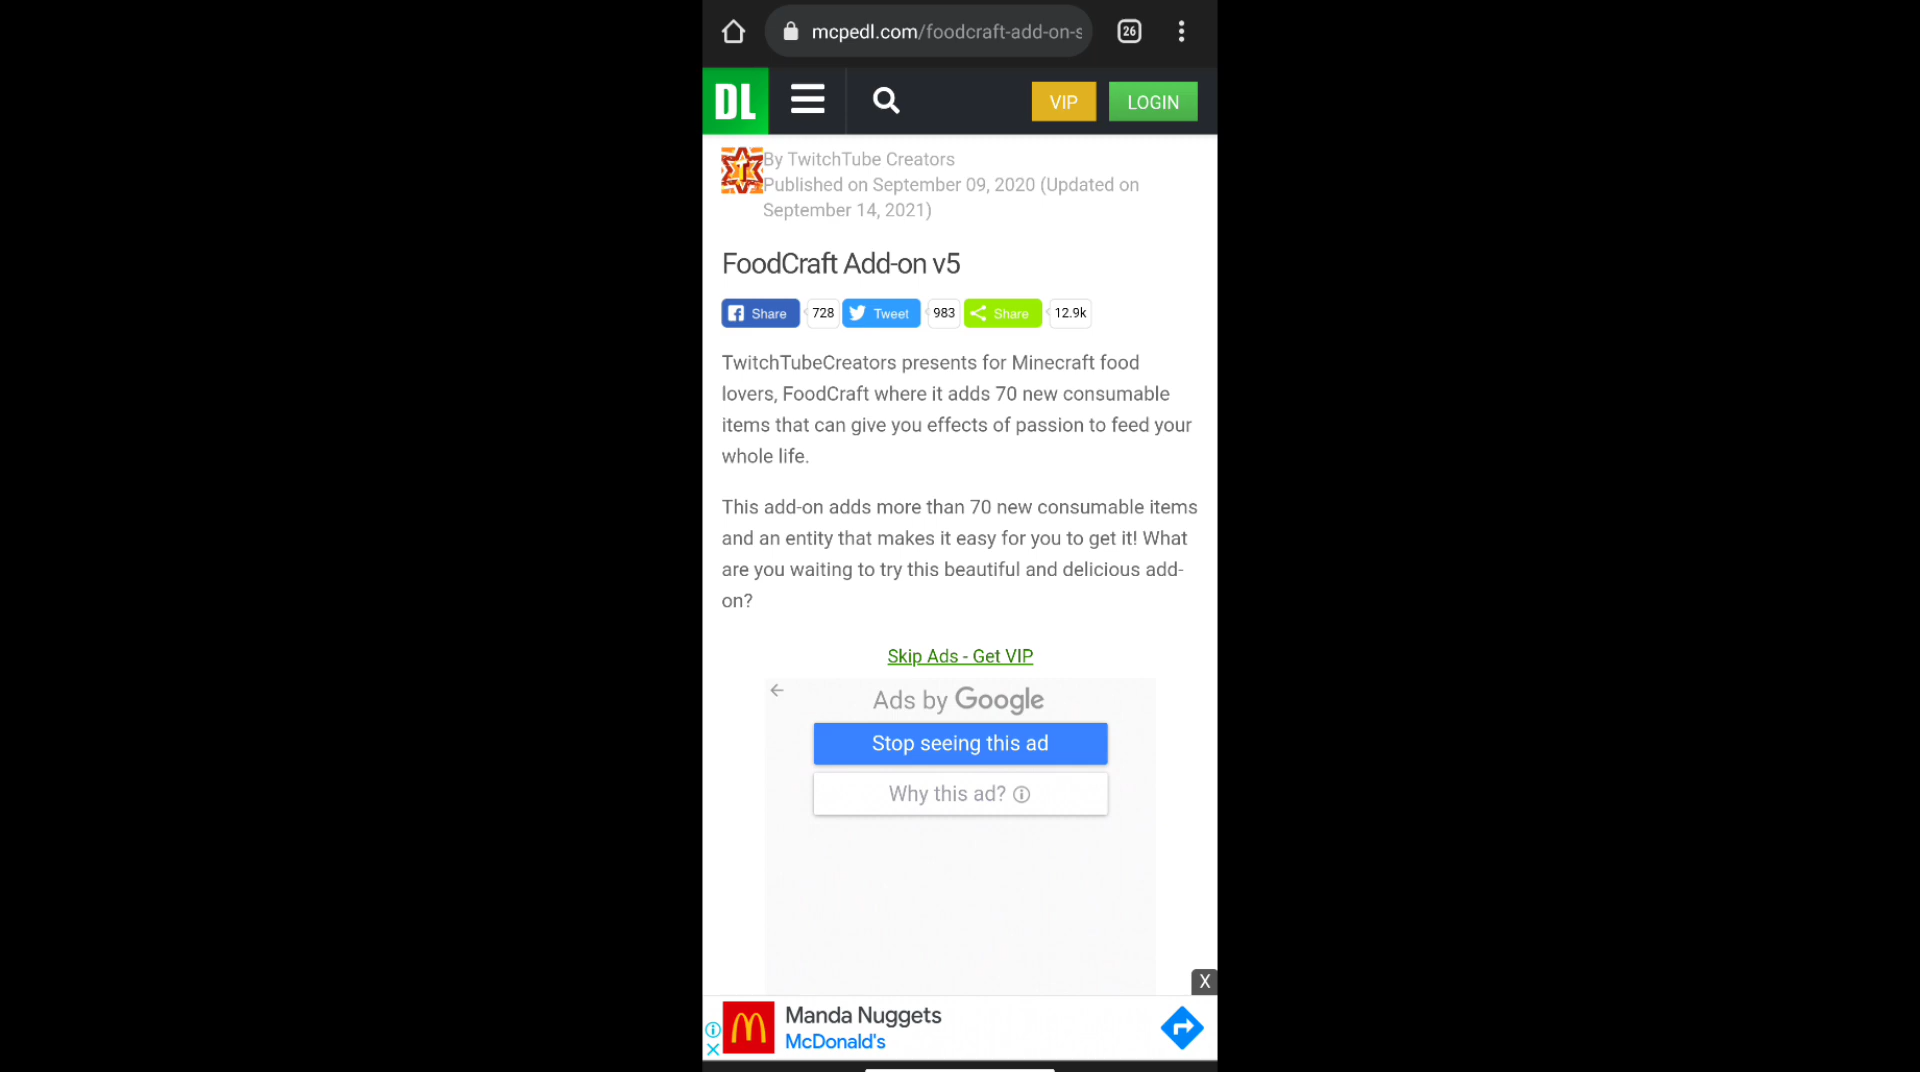 mcpedl.com/foodcraft-add-on-s
26
DL
VIP
LOGIN
By TwitchTube Creators
Published on September 09, 2020 (Updated on
September 14, 2021)
FoodCraft Add-on v5
Share 728 Tweet 983 Share 12.9k
TwitchTubeCreators presents for Minecraft food
lovers, FoodCraft where it adds 70 new consumable
items that can give you effects of passion to feed your
whole life.
This add-on adds more than 70 new consumable items
and an entity that makes it easy for you to get it! What
are you waiting to try this beautiful and delicious add-
on?
Skip Ads - Get VIP
Ads by Google
Stop seeing this ad
Why this ad?
X
Manda Nuggets
McDonald's